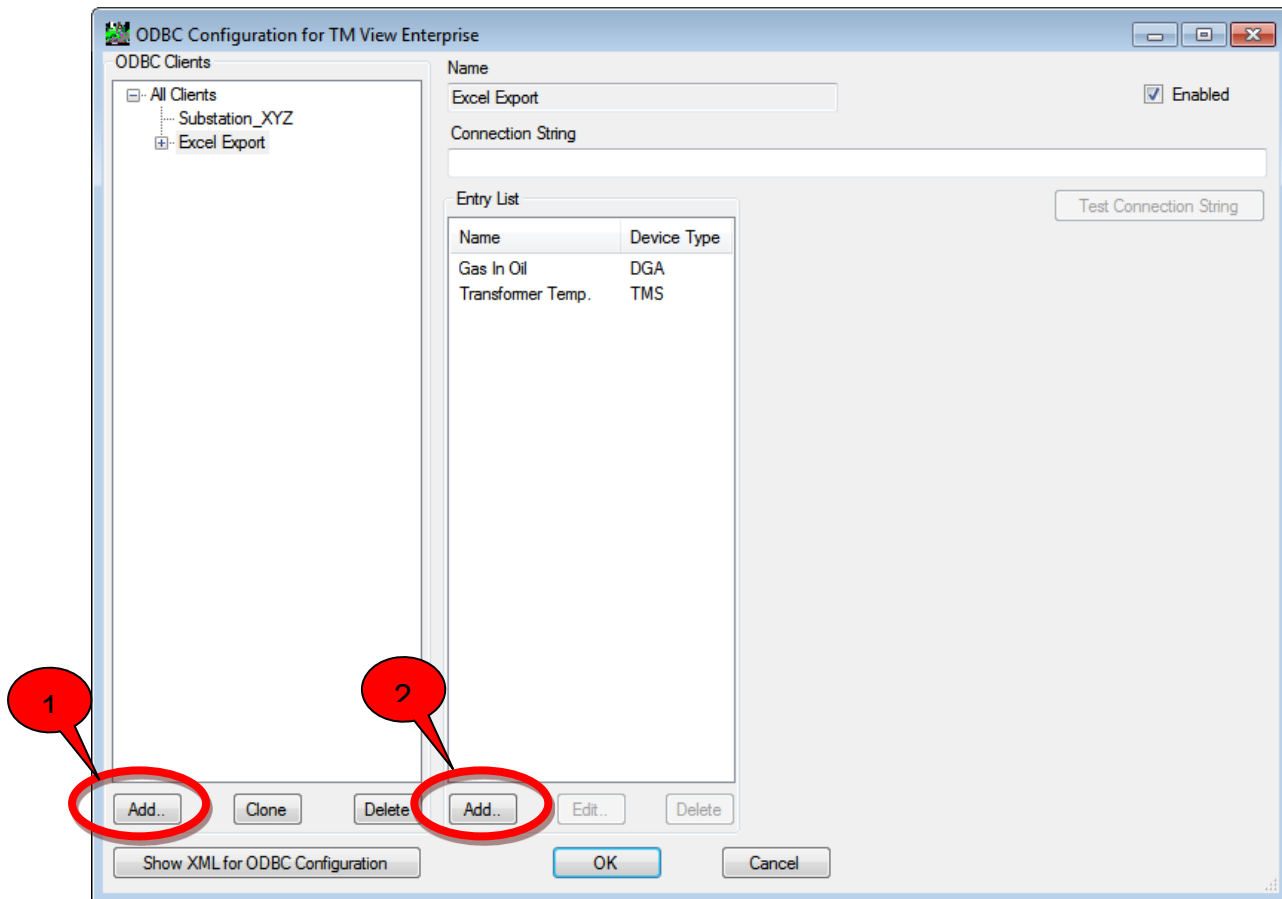 ODBC Configuration for TM View Enterprise
ODBC Clients
All Clients
Substation_XYZ
Excel Export
Name
Excel Export
Enabled
Connection String
Test Connection String
Entry List
Name Device Type
Gas In Oil DGA
Transformer Temp. TMS
1
2
Add.. Clone Delete
Add.. Edit.. Delete
Show XML for ODBC Configuration
OK Cancel